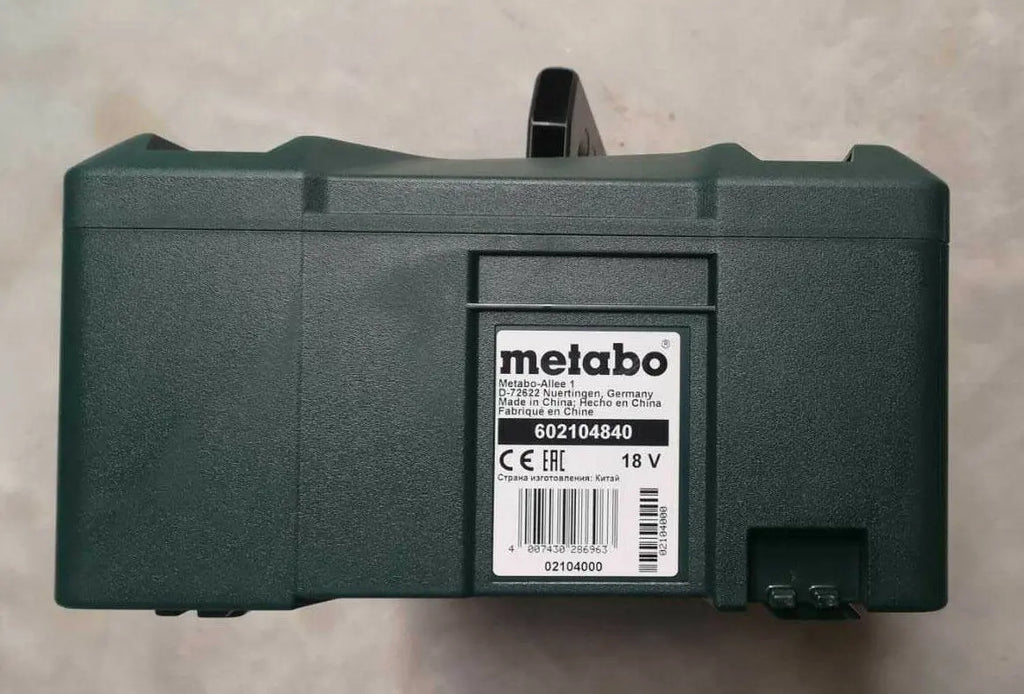 metabo®
Metabo-Allee 1
D-72622 Nuertingen, Germany
Made in China; Hecho en China
Fabriqué en Chine
602104840
CE EAC 18 V
Страна изготовления: Китай
4 007430 286963
02104000
02104000